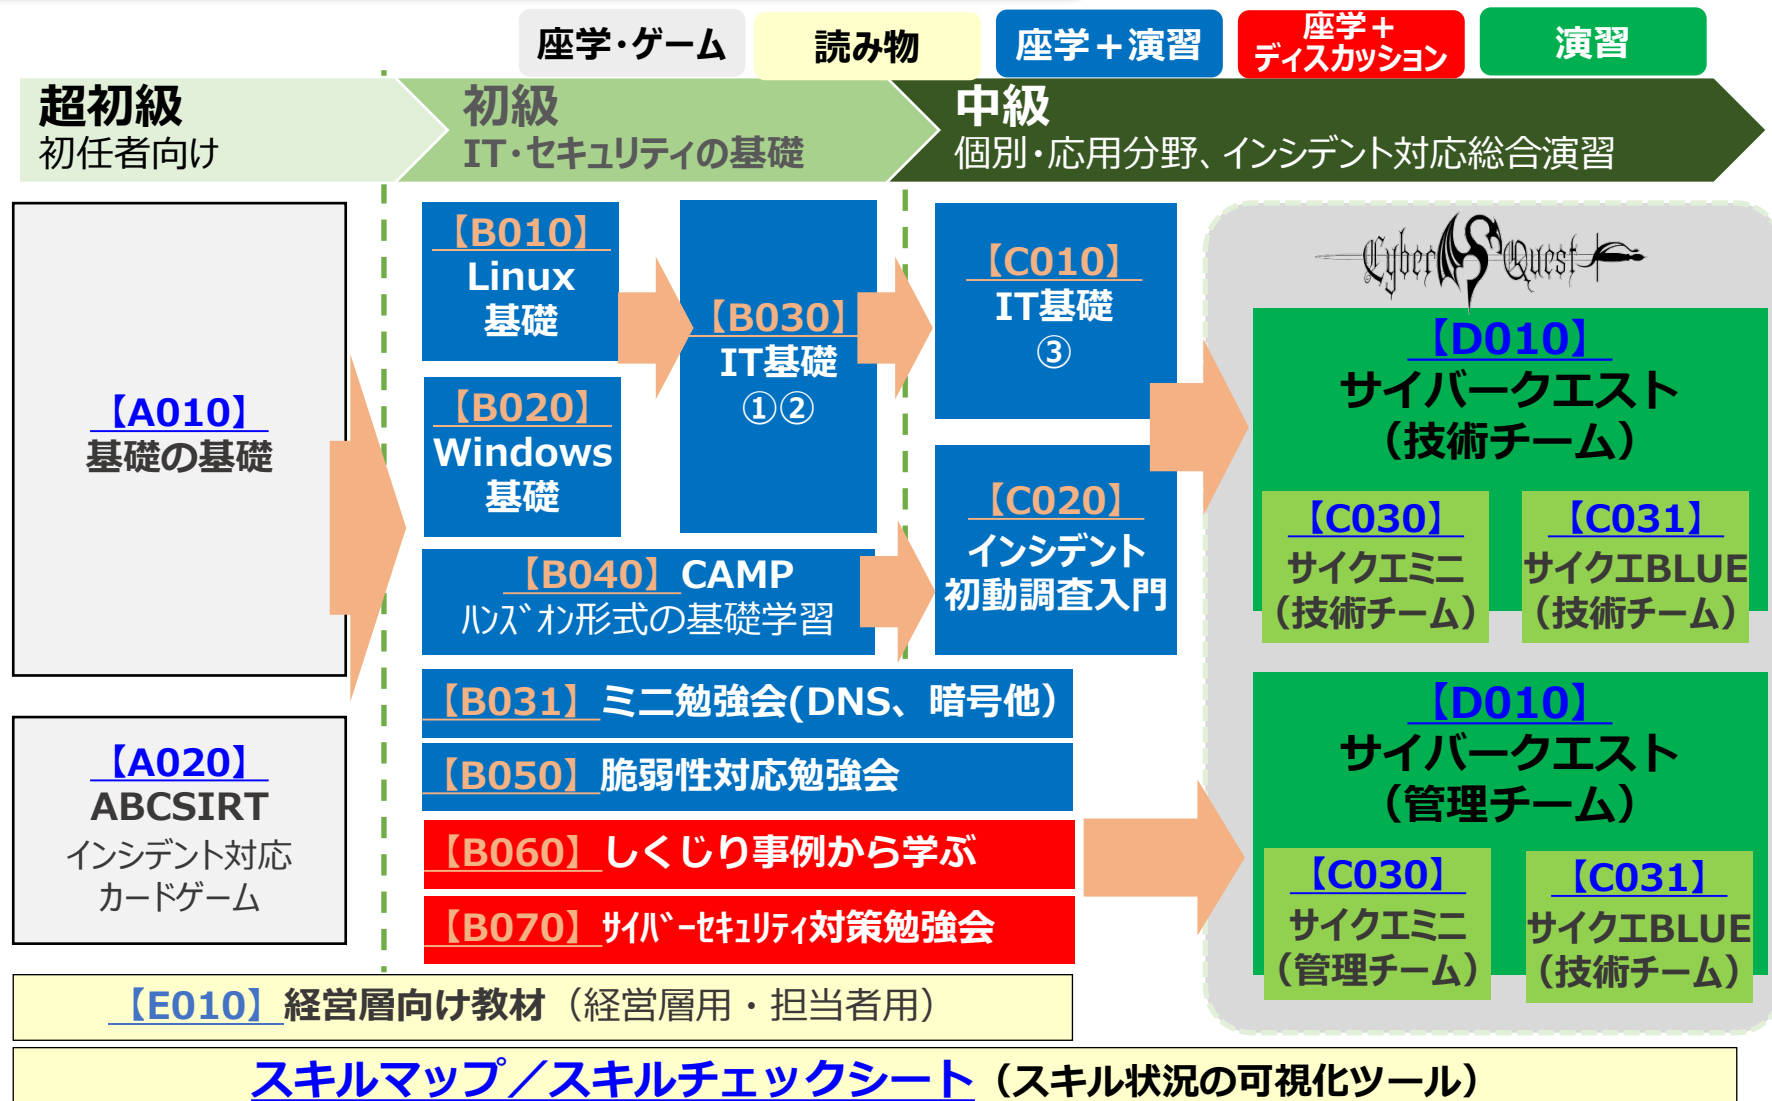 座学・ゲーム
読み物
座学＋演習
座学＋
ディスカッション
演習
超初級
初任者向け
初級
IT・セキュリティの基礎
中級
個別・応用分野、インシデント対応総合演習
【A010】
基礎の基礎
【A020】
ABCSIRT
インシデント対応
カードゲーム
【B010】
Linux
基礎
【B020】
Windows
基礎
【B030】
IT基礎
①②
【B040】CAMP
ﾊﾝｽﾞｵﾝ形式の基礎学習
【B031】ミニ勉強会(DNS、暗号他）
【B050】脆弱性対応勉強会
【B060】しくじり事例から学ぶ
【B070】ｻｲﾊﾞｰｾｷｭﾘﾃｨ対策勉強会
【C010】
IT基礎
③
【C020】
インシデント
初動調査入門
Cyber Quest
【D010】
サイバークエスト
（技術チーム）
【C030】
サイクエミニ
（技術チーム）
【C031】
サイクエBLUE
（技術チーム）
【D010】
サイバークエスト
（管理チーム）
【C030】
サイクエミニ
（管理チーム）
【C031】
サイクエBLUE
（技術チーム）
【E010】経営層向け教材（経営層用・担当者用）
スキルマップ／スキルチェックシート（スキル状況の可視化ツール）